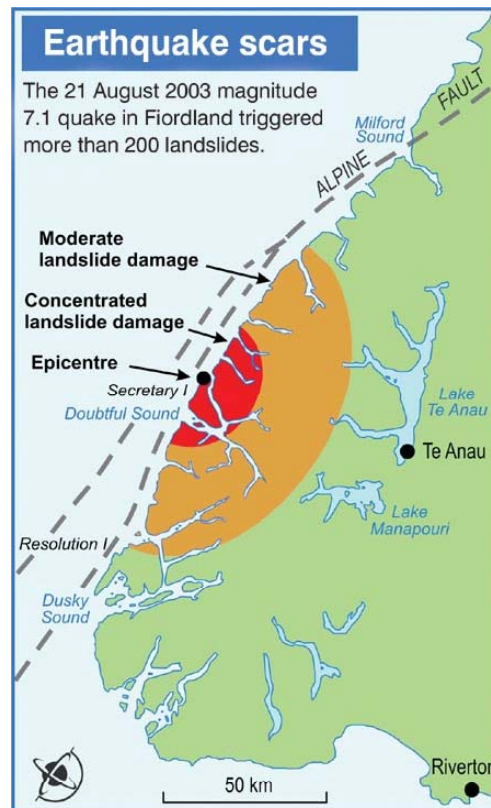 Earthquake scars
The 21 August 2003 magnitude
7.1 quake in Fiordland triggered
more than 200 landslides.
Milford
Sound
ALPINE FAULT
Moderate
landslide damage
Concentrated
landslide damage
Epicentre
Secretary I
Doubtful Sound
Lake
Te Anau
Te Anau
Lake
Manapouri
Resolution I
Dusky
Sound
50 km
Riverton